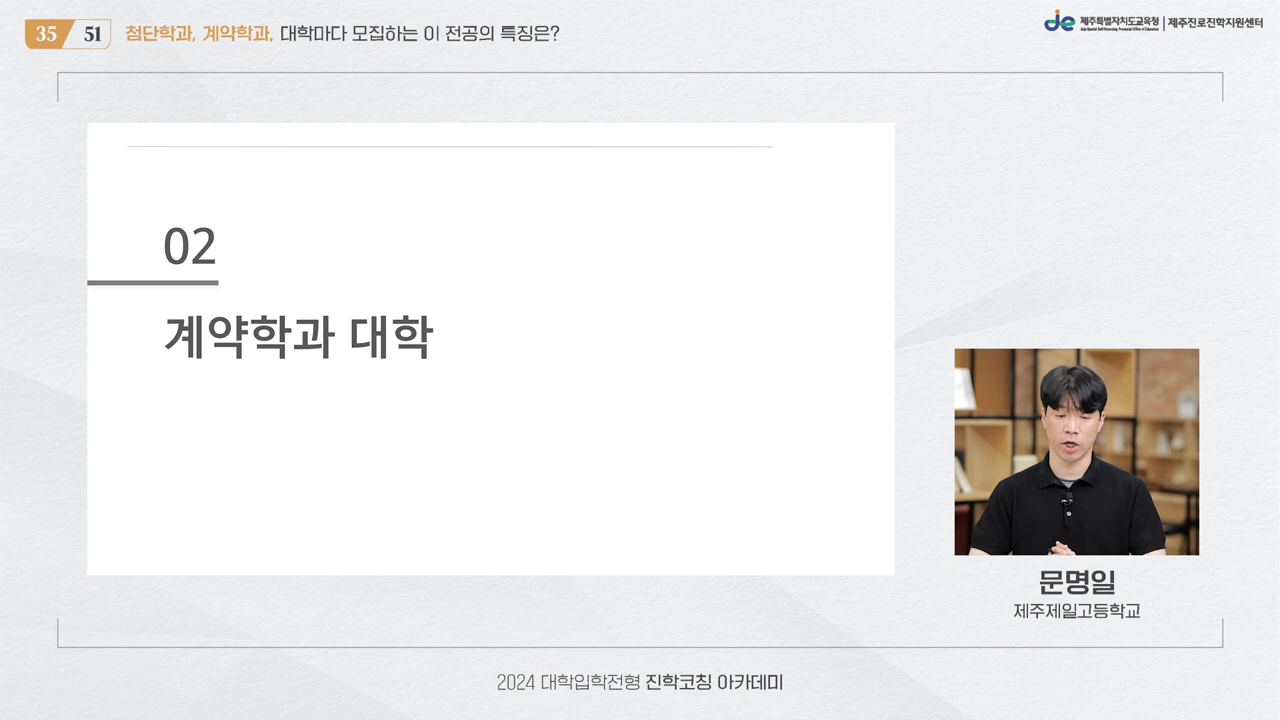 35 51 첨단학과, 계약학과, 대학마다 모집하는 이 전공의 특징은?
제주특별자치도교육청 제주진로진학지원센터
02
계약학과 대학
문명일
제주제일고등학교
2024 대학입학전형 진학코칭 아카데미